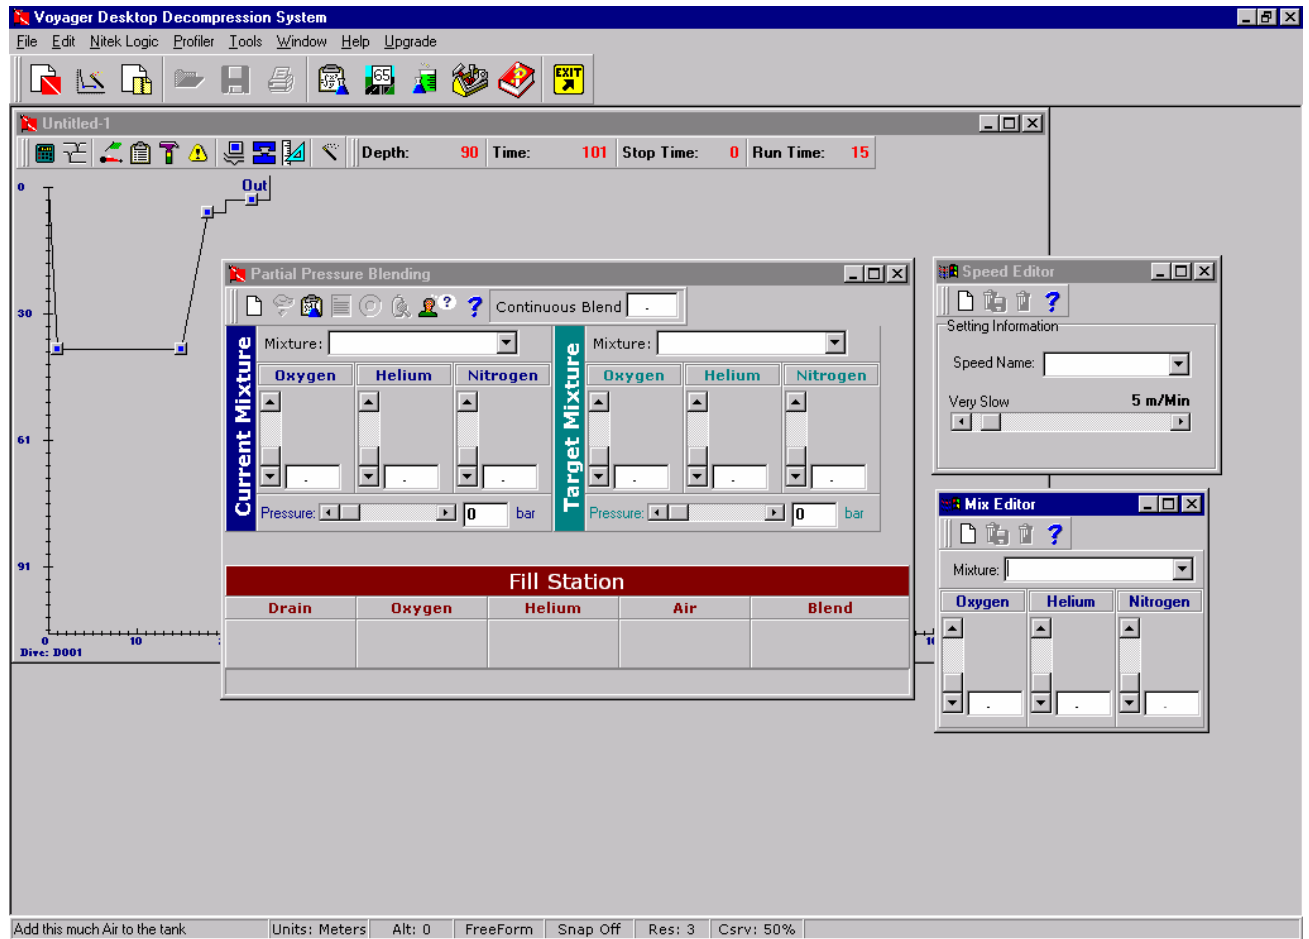 Voyager Desktop Decompression System
File Edit Nitek Logic Profiler Tools Window Help Upgrade
65
EXIT
Untitled-1
Depth: 90 Time: 101 Stop Time: 0 Run Time: 15
0
Out
30
61
91
0
10
Dive: D001
Partial Pressure Blending
Continuous Blend .
Current Mixture
Mixture:
Oxygen Helium Nitrogen
. . .
Pressure: 0 bar
Target Mixture
Mixture:
Oxygen Helium Nitrogen
. . .
Pressure: 0 bar
Fill Station
Drain Oxygen Helium Air Blend
Speed Editor
Setting Information
Speed Name:
Very Slow 5 m/Min
Mix Editor
Mixture:
Oxygen Helium Nitrogen
. . .
Add this much Air to the tank Units: Meters Alt: 0 FreeForm Snap Off Res: 3 Csrv: 50%